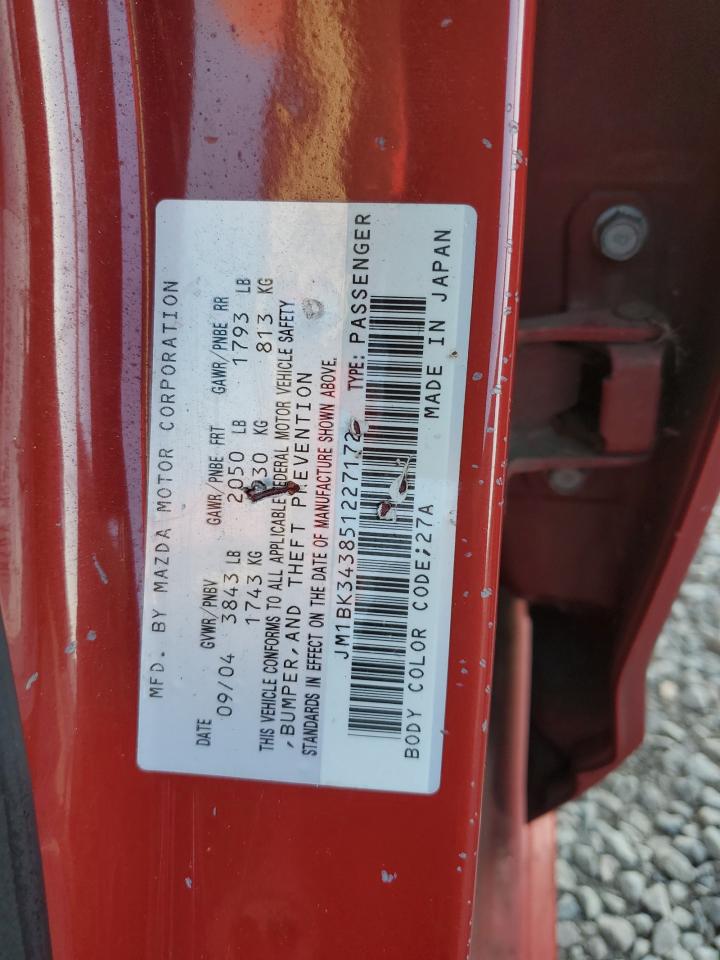 MFD. BY MAZDA MOTOR CORPORATION
DATE GVWR/PNBV GAWR/PNBE FRT GAWR/PNBE RR
09/04 3843 LB 2050 LB 1793 LB
1743 KG 930 KG 813 KG
THIS VEHICLE CONFORMS TO ALL APPLICABLE FEDERAL MOTOR VEHICLE SAFETY
,BUMPER,AND THEFT PREVENTION
STANDARDS IN EFFECT ON THE DATE OF MANUFACTURE SHOWN ABOVE.
JM1BK343851227172 TYPE: PASSENGER
BODY COLOR CODE;27A MADE IN JAPAN